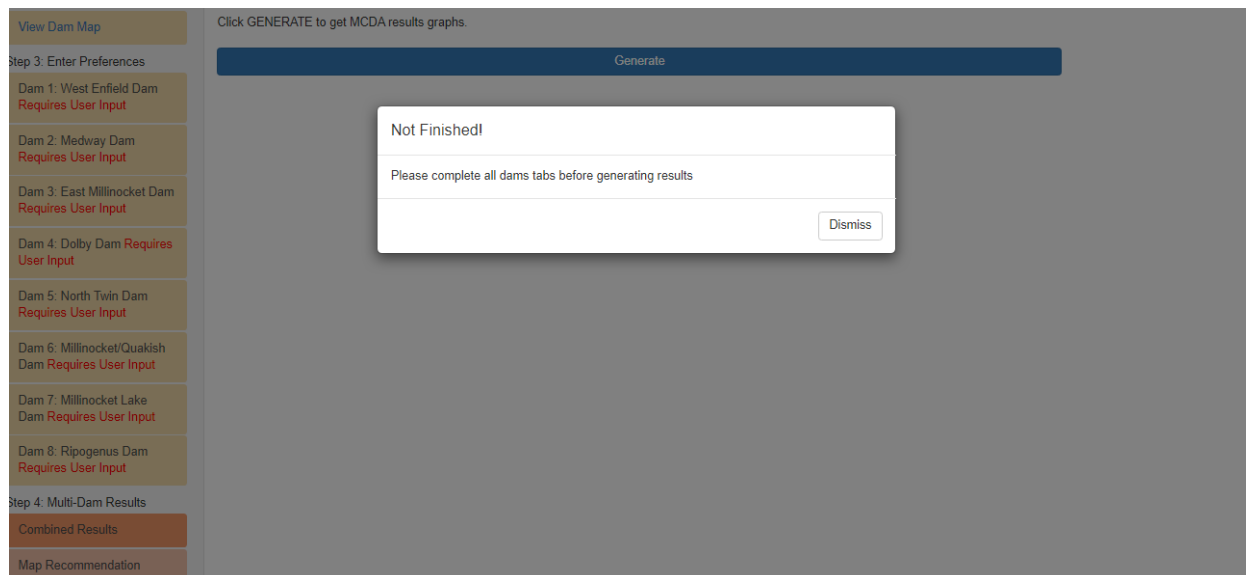 View Dam Map
Step 3: Enter Preferences
Dam 1: West Enfield Dam
Requires User Input
Dam 2: Medway Dam
Requires User Input
Dam 3: East Millinocket Dam
Requires User Input
Dam 4: Dolby Dam Requires
User Input
Dam 5: North Twin Dam
Requires User Input
Dam 6: Millinocket/Quakish
Dam Requires User Input
Dam 7: Millinocket Lake
Dam Requires User Input
Dam 8: Ripogenus Dam
Requires User Input
Step 4: Multi-Dam Results
Combined Results
Map Recommendation
Click GENERATE to get MCDA results graphs.
Generate
Not Finished!
Please complete all dams tabs before generating results
Dismiss